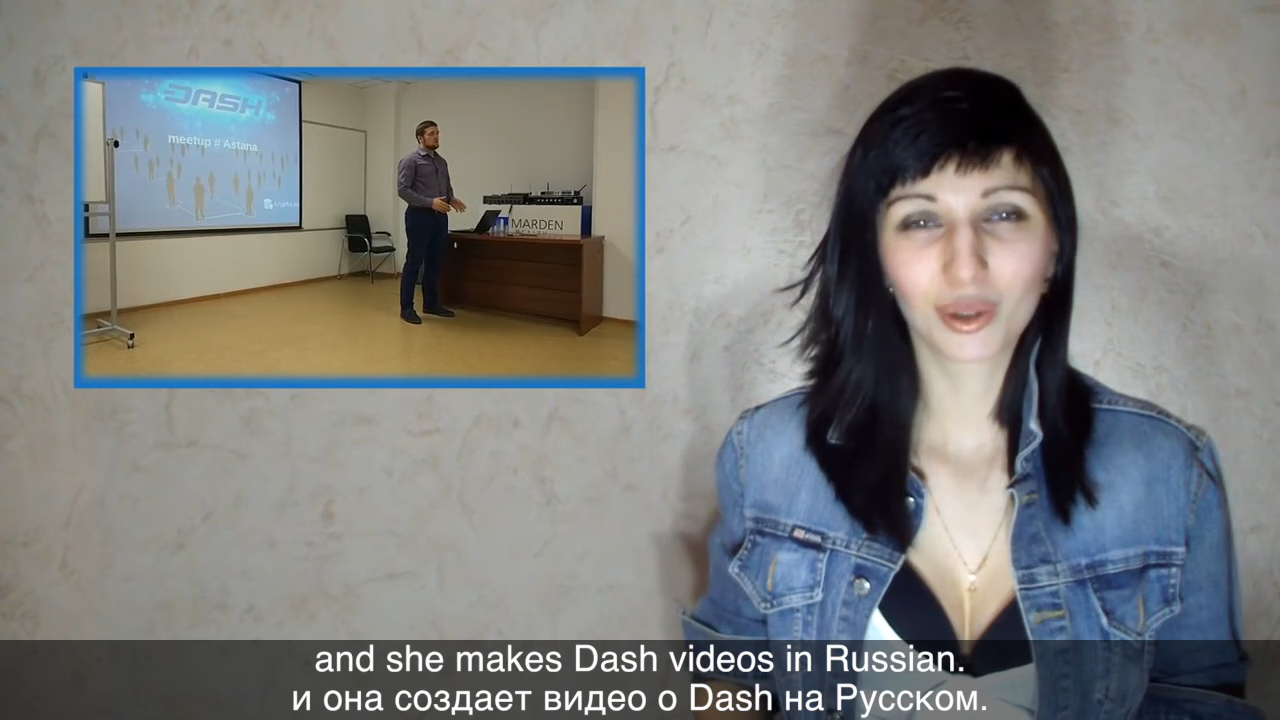 DASH
meetup # Astana
MARDEN
and she makes Dash videos in Russian.
и она создает видео о Dash на Русском.